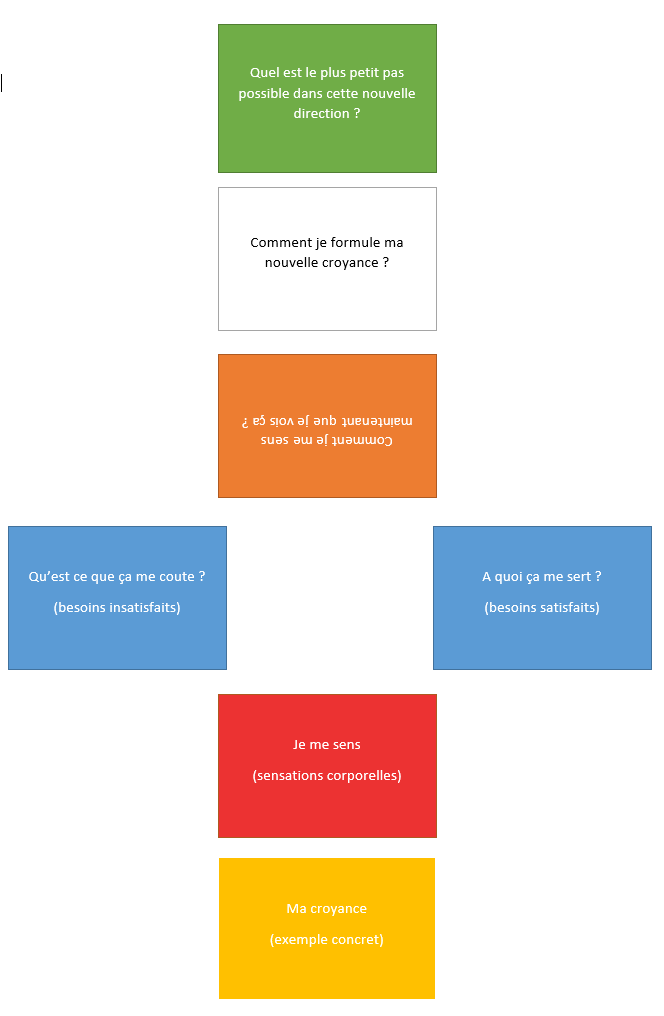 Quel est le plus petit pas
possible dans cette nouvelle
direction ?
Comment je formule ma
nouvelle croyance ?
Comment je me sens
maintenant que je vois ça ?
Qu’est ce que ça me coute ?
(besoins insatisfaits)
A quoi ça me sert ?
(besoins satisfaits)
Je me sens
(sensations corporelles)
Ma croyance
(exemple concret)